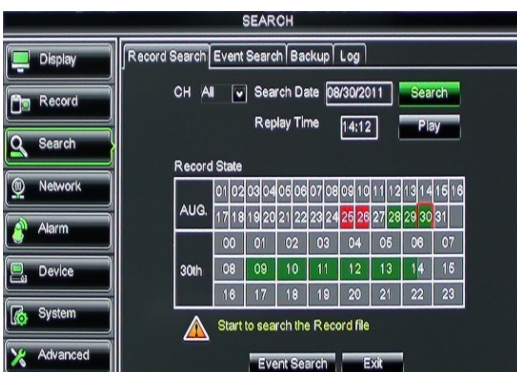 SEARCH
Display
Record
Search
Network
Alarm
Device
System
Advanced
Record Search Event Search Backup Log
CH All Search Date 08/30/2011 Search
Replay Time 14:12 Play
Record State
AUG. 01 02 03 04 05 06 07 08 09 10 11 12 13 14 15 16
17 18 19 20 21 22 23 24 25 26 27 28 29 30 31
30th 00 01 02 03 04 05 06 07
08 09 10 11 12 13 14 15
16 17 18 19 20 21 22 23
Start to search the Record file
Event Search Exit